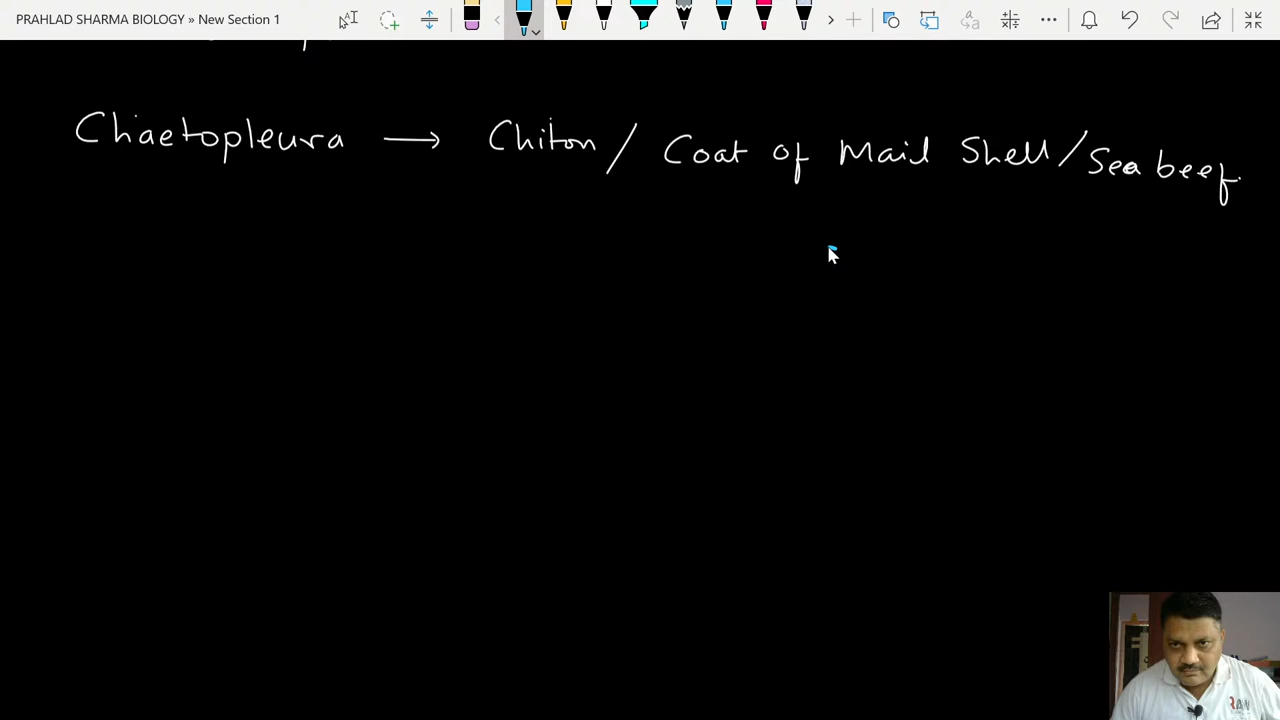 PRAHLAD SHARMA BIOLOGY » New Section 1
Chaetopleura → Chiton / Coat of Mail Shell / Sea beef.